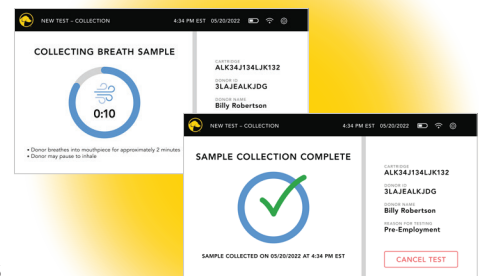 NEW TEST – COLLECTION 4:34 PM EST 05/20/2022
COLLECTING BREATH SAMPLE
0:10
• Donor breathes into mouthpiece for approximately 2 minutes
• Donor may pause to inhale
CARTRIDGE
ALK34J134LJK132
DONOR ID
3LAJEALKJDG
DONOR NAME
Billy Robertson
NEW TEST – COLLECTION 4:34 PM EST 05/20/2022
SAMPLE COLLECTION COMPLETE
SAMPLE COLLECTED ON 05/20/2022 AT 4:34 PM EST
CARTRIDGE
ALK34J134LJK132
DONOR ID
3LAJEALKJDG
DONOR NAME
Billy Robertson
REASON FOR TESTING
Pre-Employment
CANCEL TEST